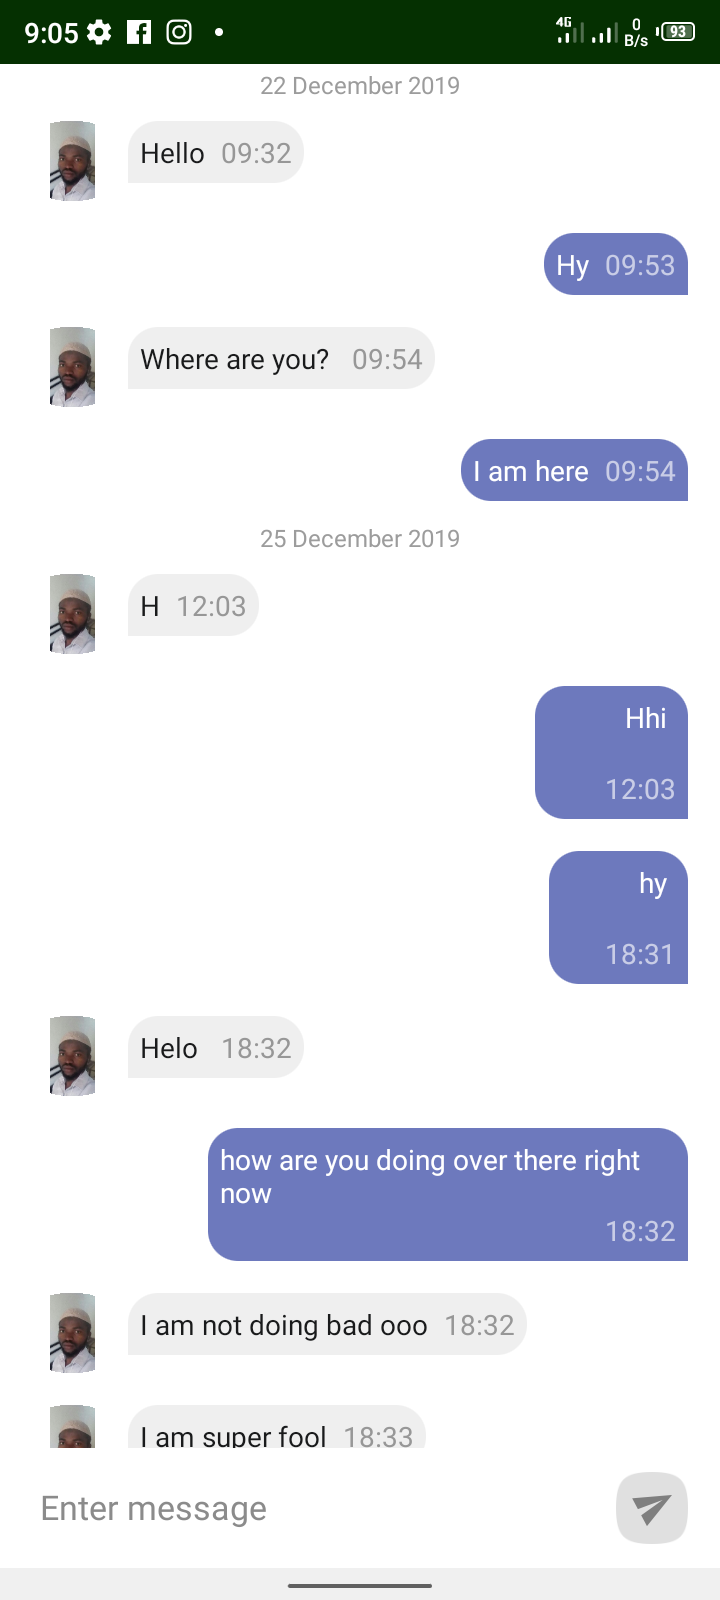 9:05
4G
0
B/s
93
22 December 2019
Hello 09:32
Hy 09:53
Where are you? 09:54
I am here 09:54
25 December 2019
H 12:03
Hhi
12:03
hy
18:31
Helo 18:32
how are you doing over there right
now
18:32
I am not doing bad ooo 18:32
I am super fool 18:33
Enter message